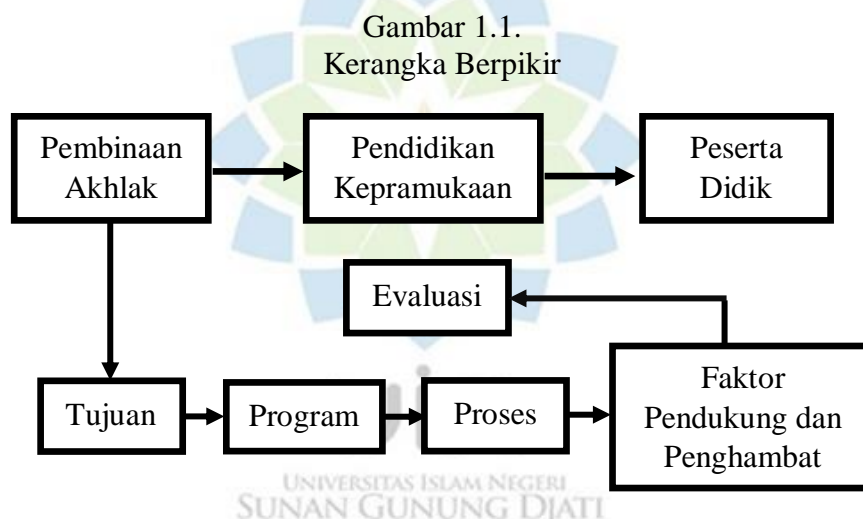 Gambar 1.1.
Kerangka Berpikir
Pembinaan
Akhlak
Pendidikan
Kepramukaan
Peserta
Didik
Evaluasi
Tujuan
Program
Proses
Faktor
Pendukung dan
Penghambat
UNIVERSITAS ISLAM NEGERI
SUNAN GUNUNG DJATI